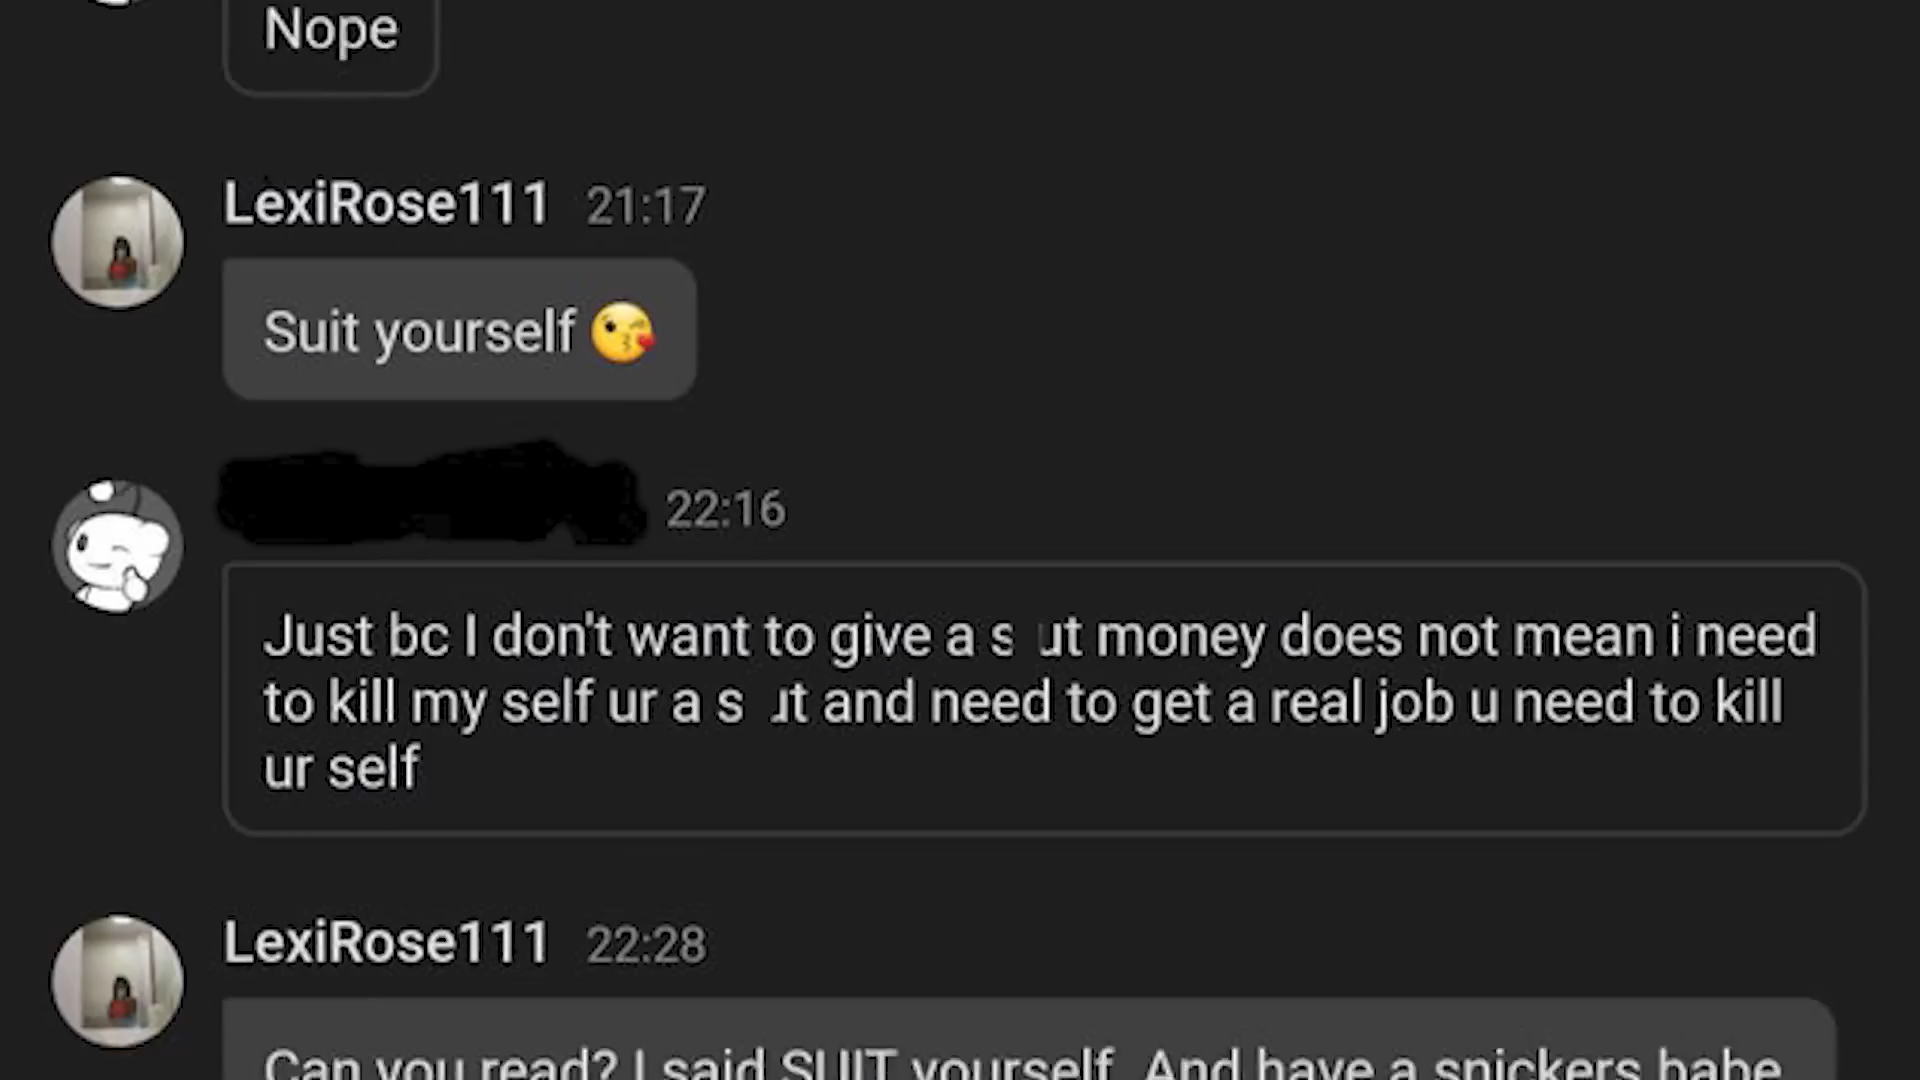 Nope
LexiRose111 21:17
Suit yourself 😘
22:16
Just bc I don't want to give a s ut money does not mean i need
to kill my self ur a s ut and need to get a real job u need to kill
ur self
LexiRose111 22:28
Can you read? I said SUIT yourself. And have a snickers babe